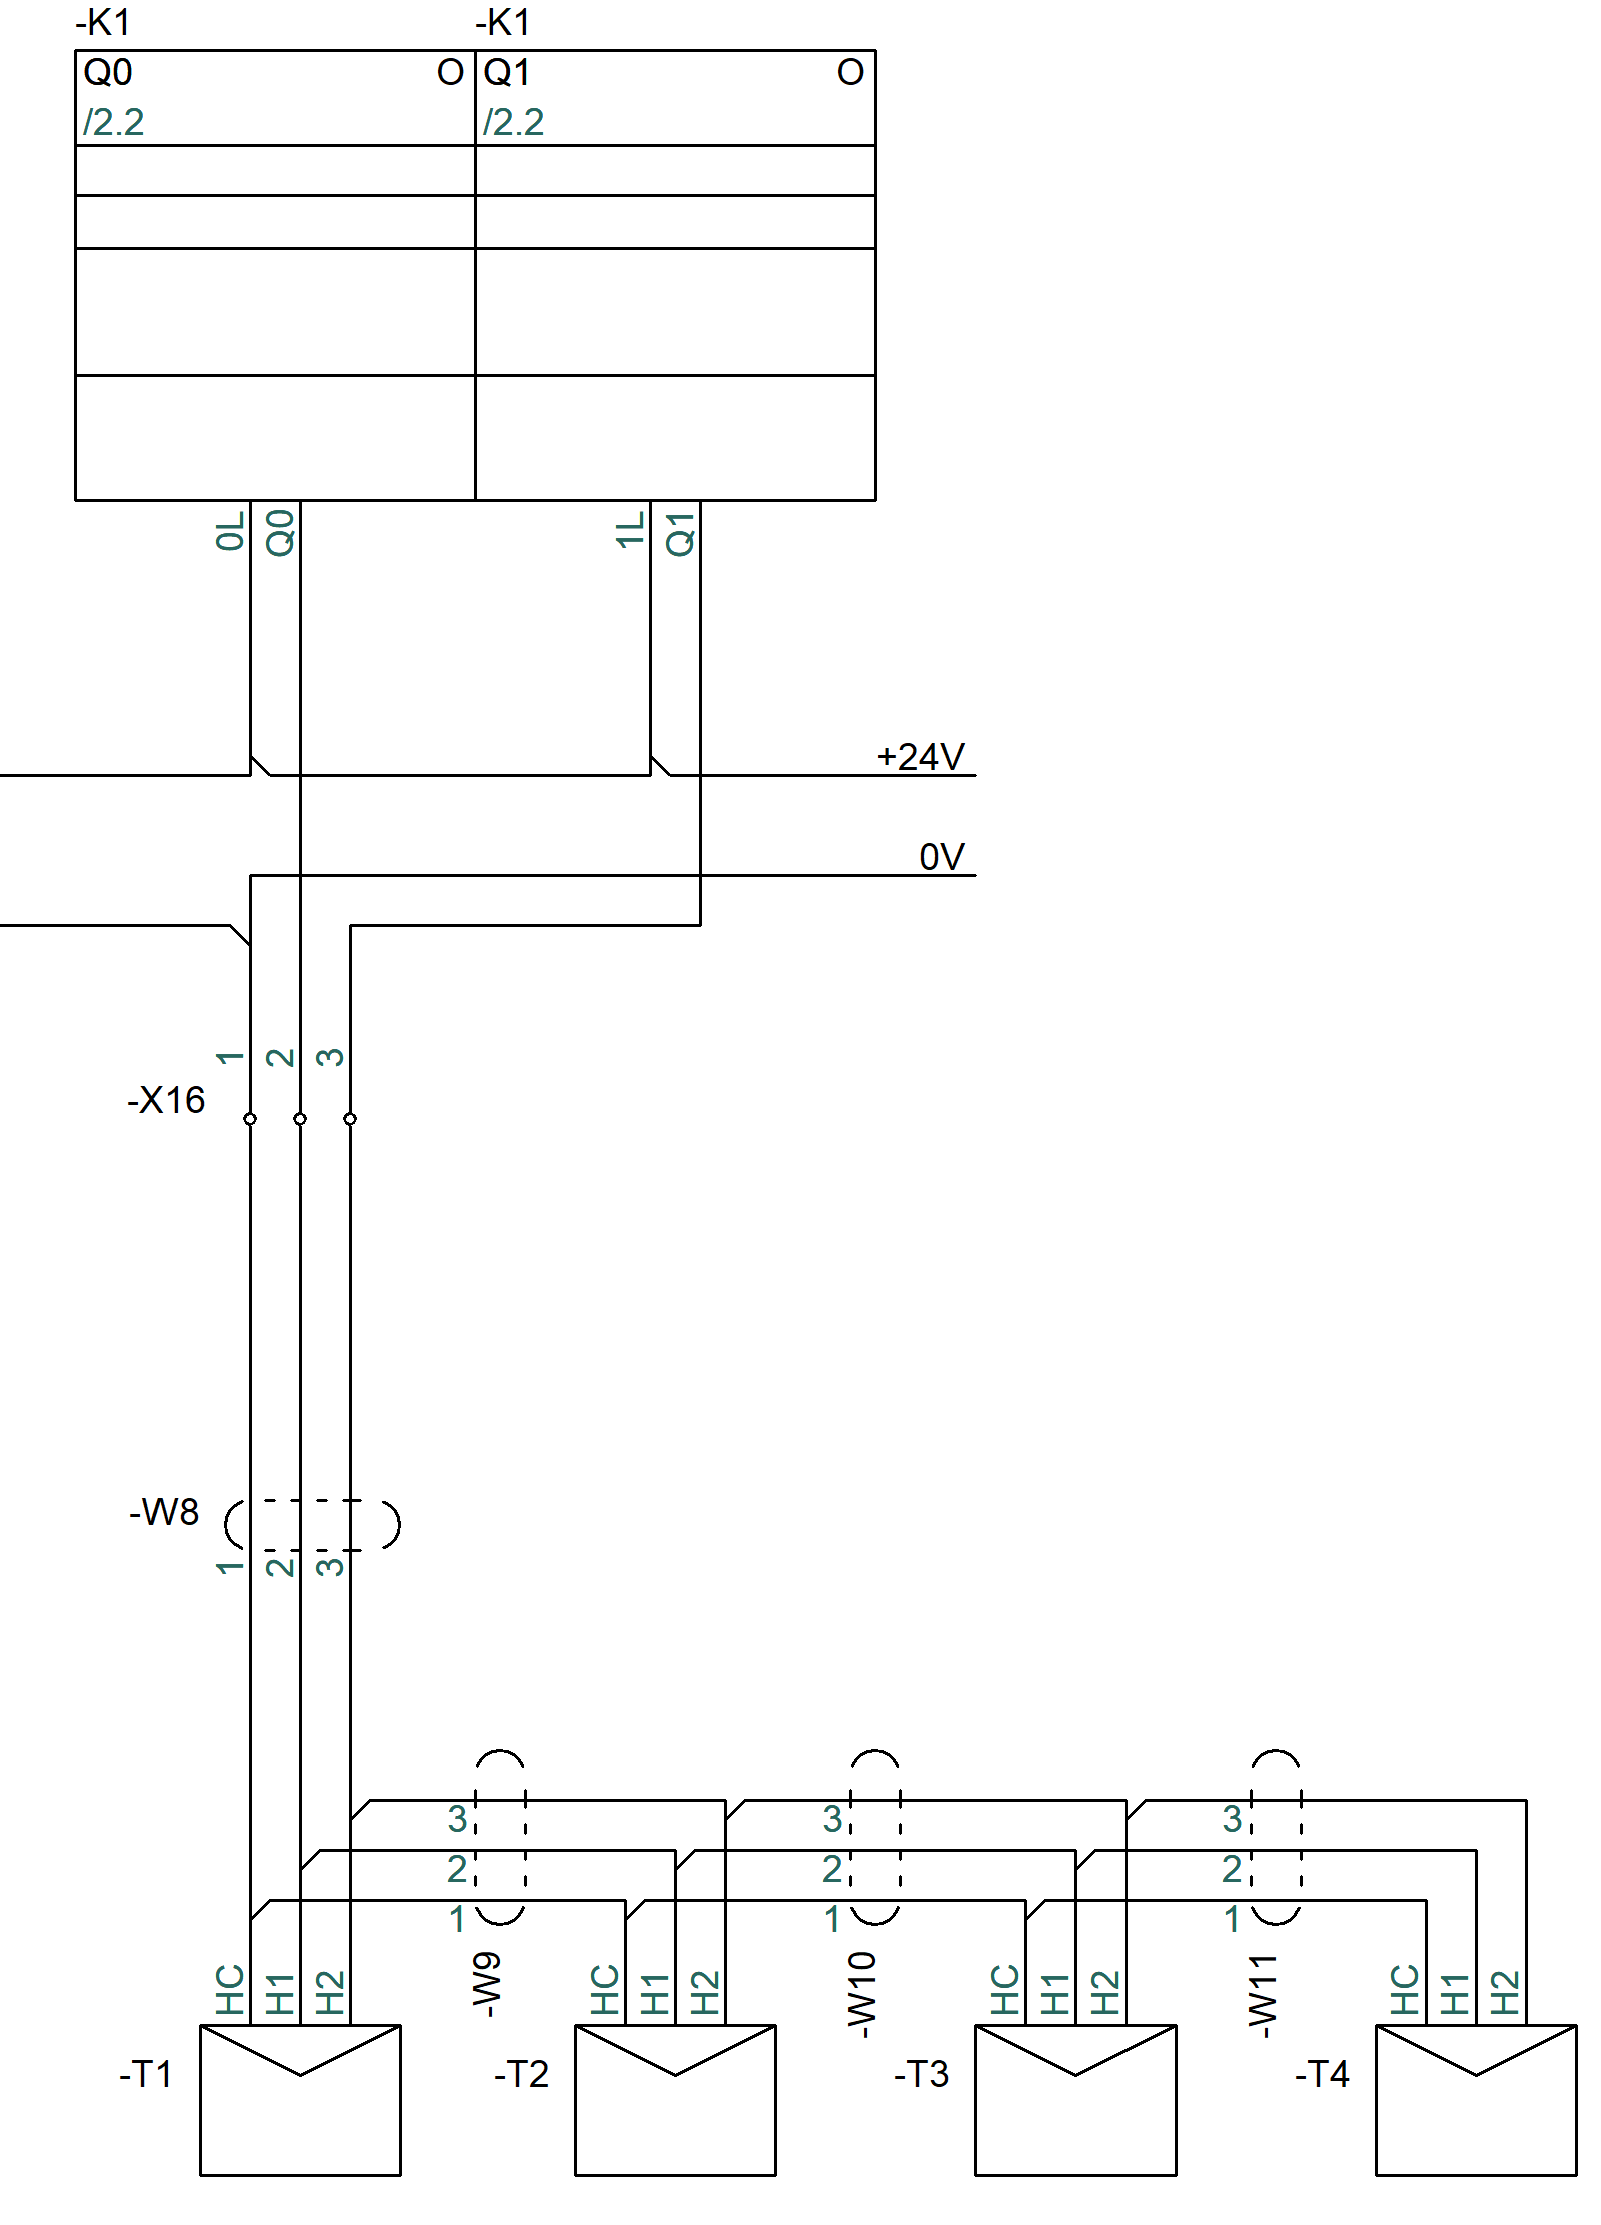 -K1 -K1
Q0 O Q1 O
/2.2 /2.2
0L Q0 1L Q1
+24V
0V
1 2 3
-X16
-W8
1 2 3
3 3 3
2 2 2
1 1 1
-W9 -W10 -W11
HC H1 H2 HC H1 H2 HC H1 H2 HC H1 H2
-T1 -T2 -T3 -T4